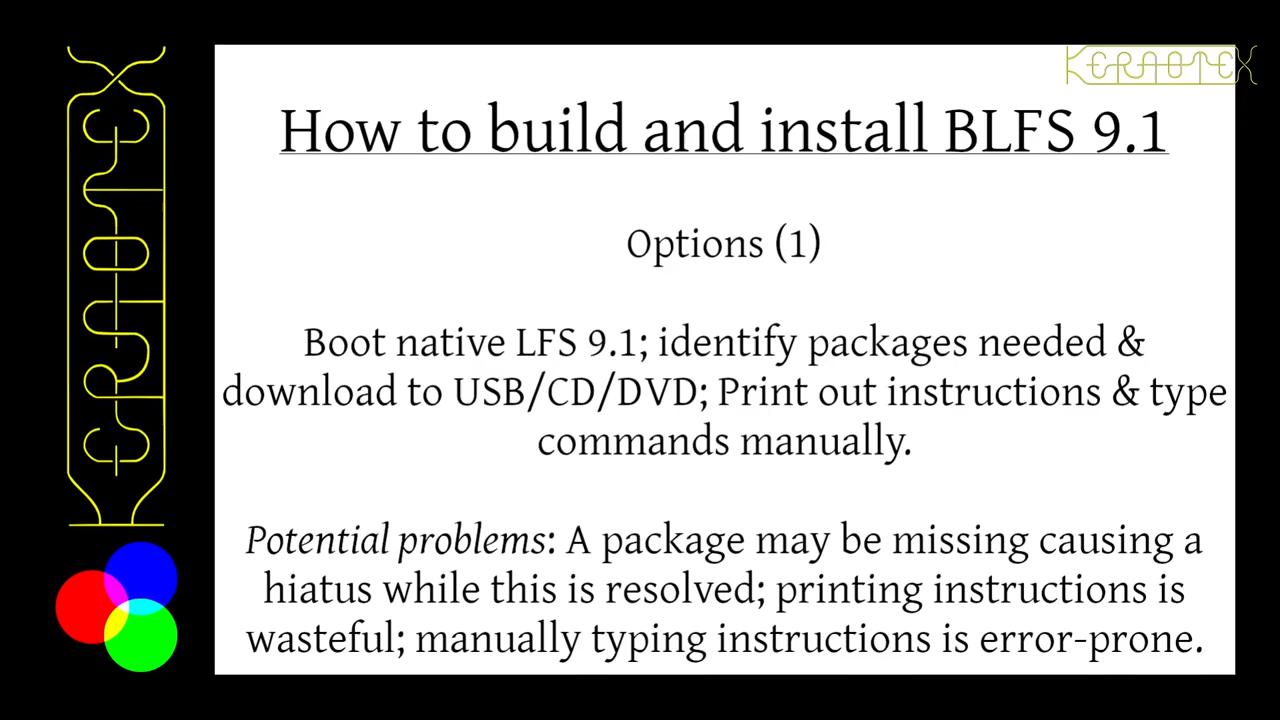 KERAOTEX
How to build and install BLFS 9.1
Options (1)
Boot native LFS 9.1; identify packages needed &
download to USB/CD/DVD; Print out instructions & type
commands manually.
Potential problems: A package may be missing causing a
hiatus while this is resolved; printing instructions is
wasteful; manually typing instructions is error-prone.